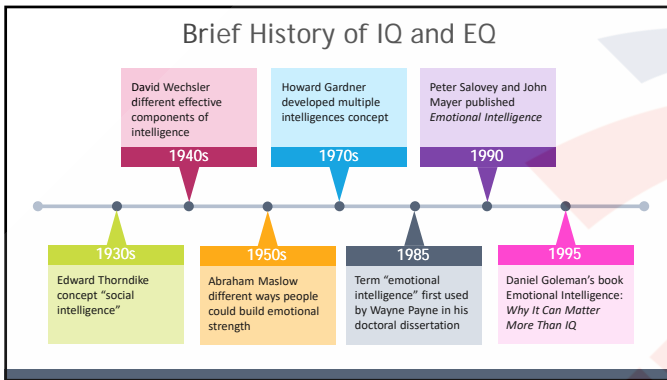 Brief History of IQ and EQ
David Wechsler
different effective
components of
intelligence
1940s
Howard Gardner
developed multiple
intelligences concept
1970s
Peter Salovey and John
Mayer published
Emotional Intelligence
1990
1930s
Edward Thorndike
concept “social
intelligence”
1950s
Abraham Maslow
different ways people
could build emotional
strength
1985
Term “emotional
intelligence” first used
by Wayne Payne in his
doctoral dissertation
1995
Daniel Goleman’s book
Emotional Intelligence:
Why It Can Matter
More Than IQ